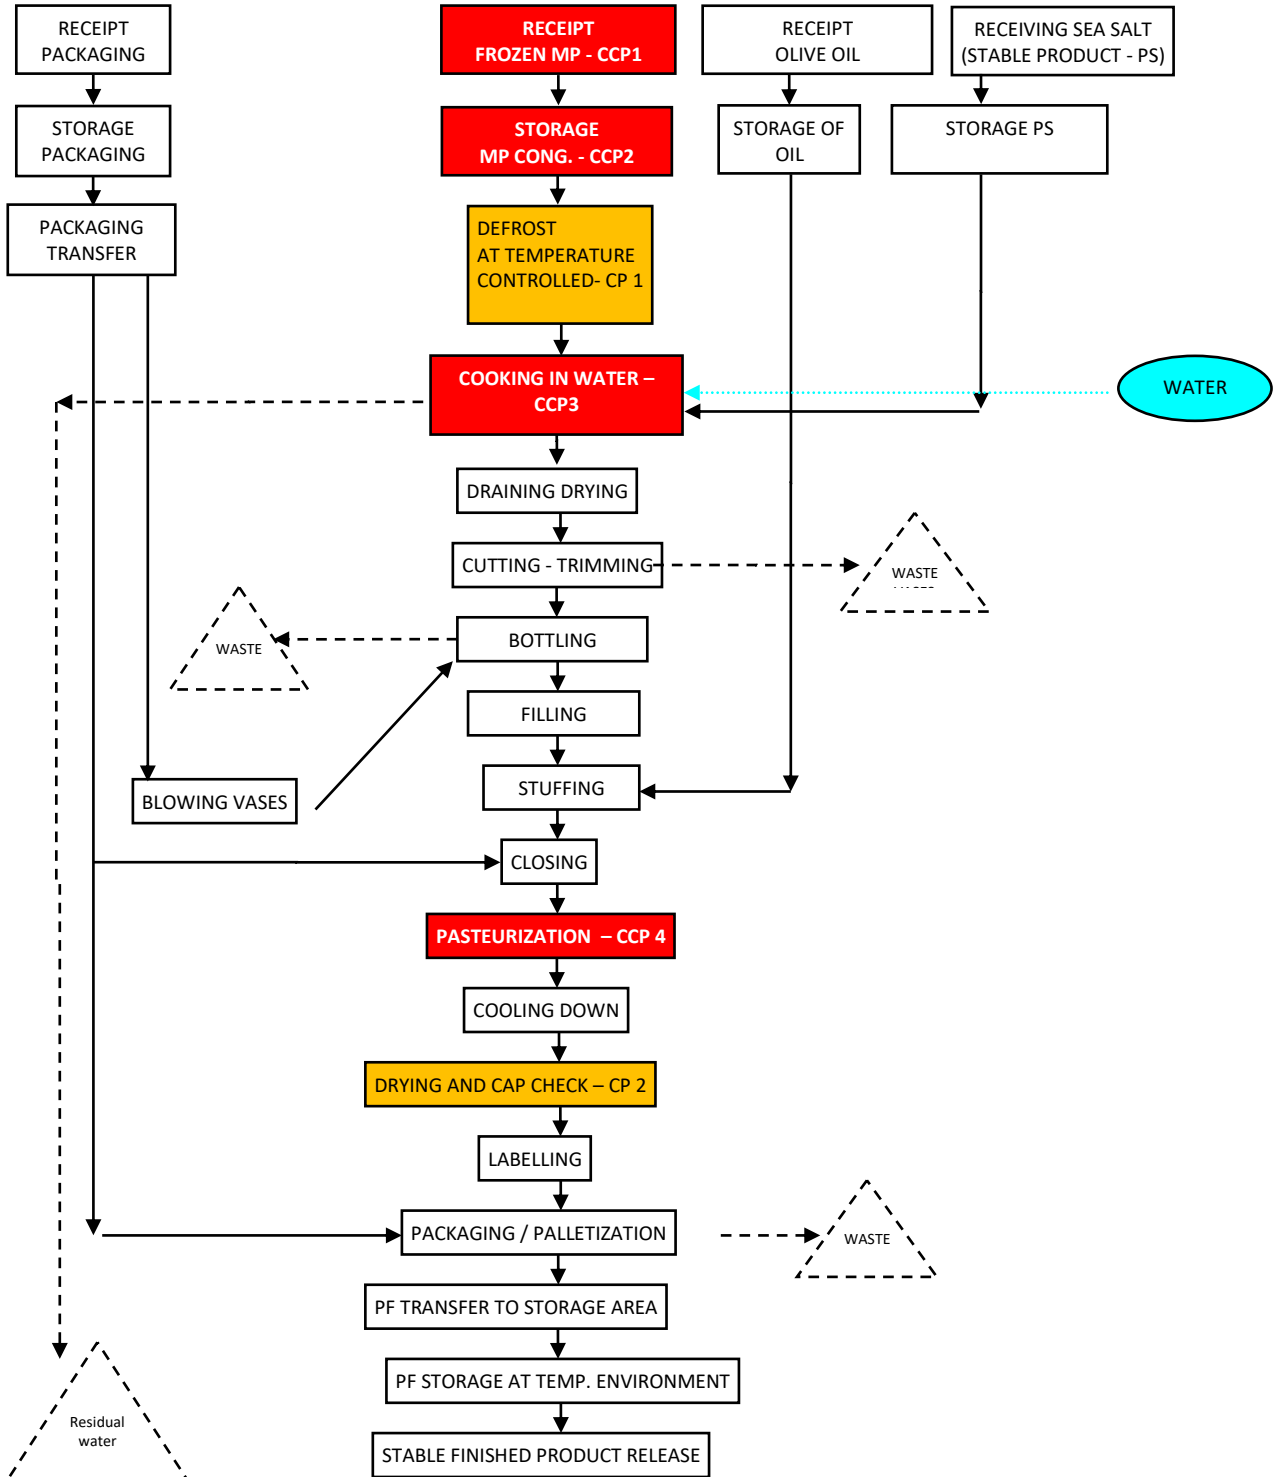 RECEIPT
PACKAGING
RECEIPT
FROZEN MP - CCP1
RECEIPT
OLIVE OIL
RECEIVING SEA SALT
(STABLE PRODUCT - PS)
STORAGE
PACKAGING
STORAGE
MP CONG. - CCP2
STORAGE OF
OIL
STORAGE PS
PACKAGING
TRANSFER
DEFROST
AT TEMPERATURE
CONTROLLED- CP 1
COOKING IN WATER –
CCP3
WATER
DRAINING DRYING
CUTTING - TRIMMING
WASTE
BOTTLING
WASTE
FILLING
STUFFING
BLOWING VASES
CLOSING
PASTEURIZATION – CCP 4
COOLING DOWN
DRYING AND CAP CHECK – CP 2
LABELLING
PACKAGING / PALLETIZATION
WASTE
PF TRANSFER TO STORAGE AREA
PF STORAGE AT TEMP. ENVIRONMENT
Residual
water
STABLE FINISHED PRODUCT RELEASE